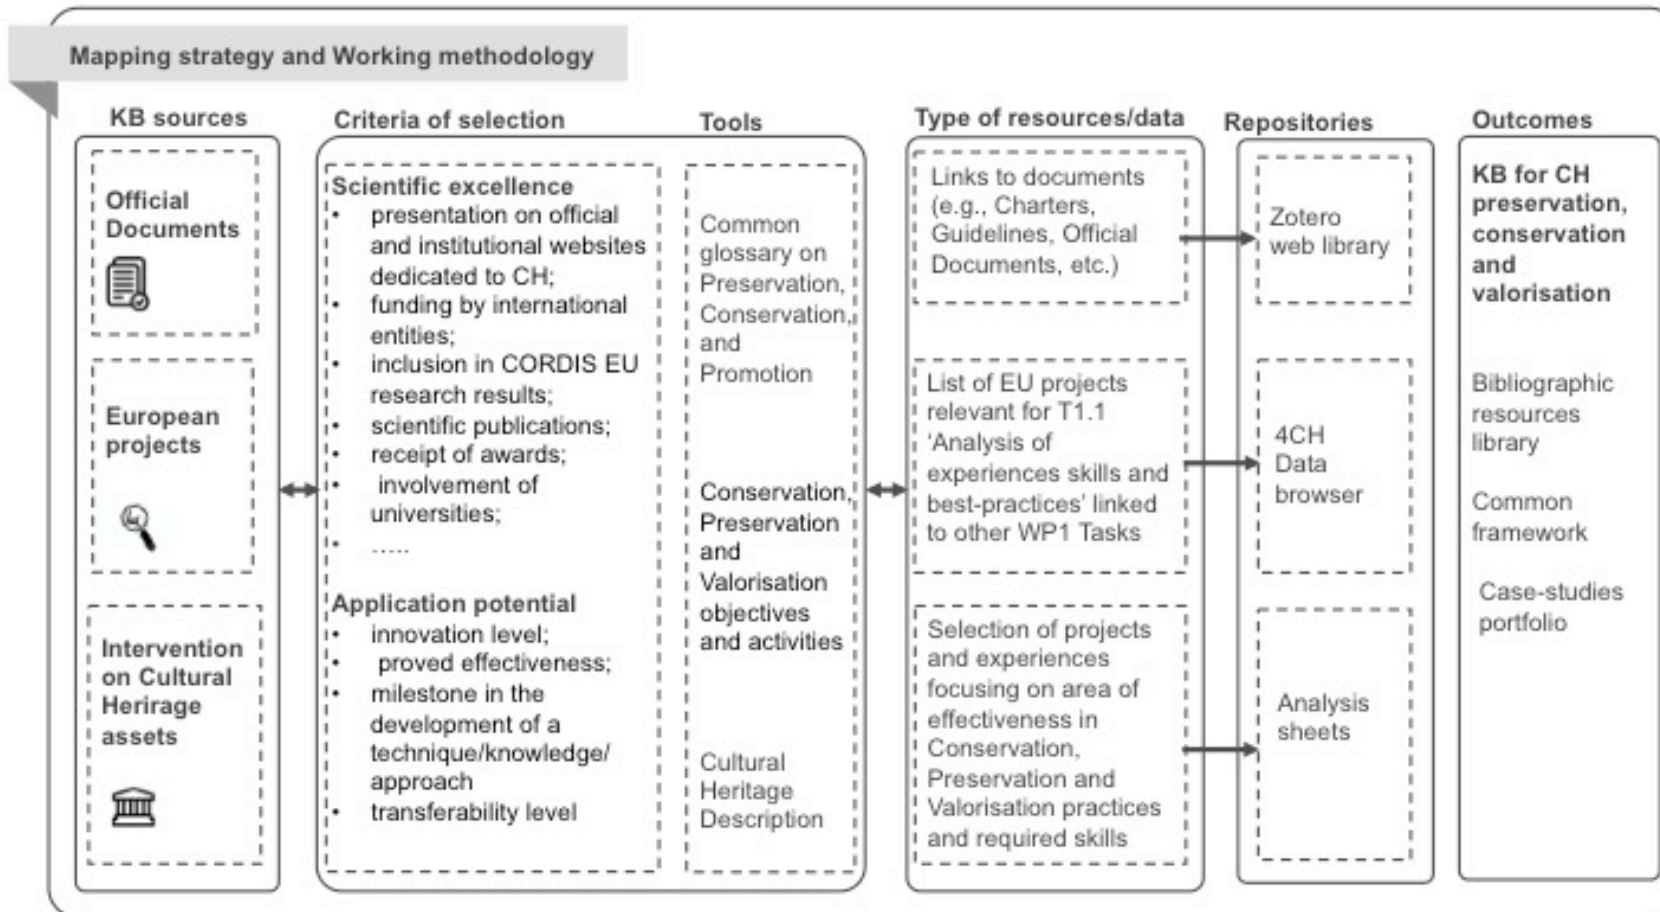 Mapping strategy and Working methodology
KB sources
Official
Documents
European
projects
Intervention
on Cultural
Herirage
assets
Criteria of selection
Scientific excellence
• presentation on official
and institutional websites
dedicated to CH;
• funding by international
entities;
• inclusion in CORDIS EU
research results;
• scientific publications;
• receipt of awards;
• involvement of
universities;
• .....
Application potential
• innovation level;
• proved effectiveness;
• milestone in the
development of a
technique/knowledge/
approach
• transferability level
Tools
Common
glossary on
Preservation,
Conservation,
and
Promotion
Conservation,
Preservation
and
Valorisation
objectives
and activities
Cultural
Heritage
Description
Type of resources/data
Links to documents
(e.g., Charters,
Guidelines, Official
Documents, etc.)
List of EU projects
relevant for T1.1
‘Analysis of
experiences skills and
best-practices’ linked
to other WP1 Tasks
Selection of projects
and experiences
focusing on area of
effectiveness in
Conservation,
Preservation and
Valorisation practices
and required skills
Repositories
Zotero
web library
4CH
Data
browser
Analysis
sheets
Outcomes
KB for CH
preservation,
conservation
and
valorisation
Bibliographic
resources
library
Common
framework
Case-studies
portfolio